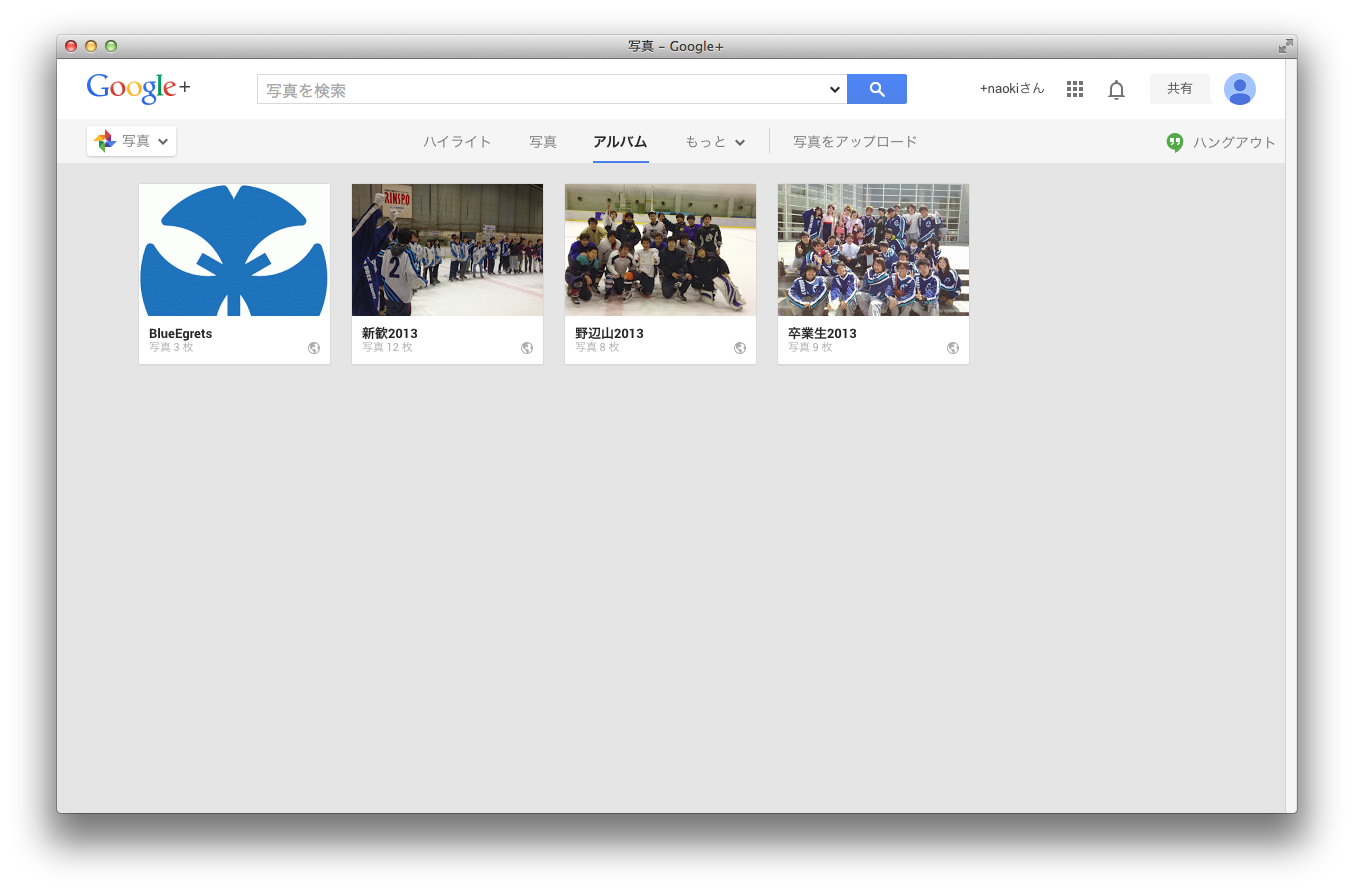 写真 – Google+
Google+
写真を検索
+naokiさん
共有
写真
ハイライト
写真
アルバム
もっと
写真をアップロード
ハングアウト
RINSPO
2
BlueEgrets
写真 3 枚
新歓2013
写真 12 枚
野辺山2013
写真 8 枚
卒業生2013
写真 9 枚